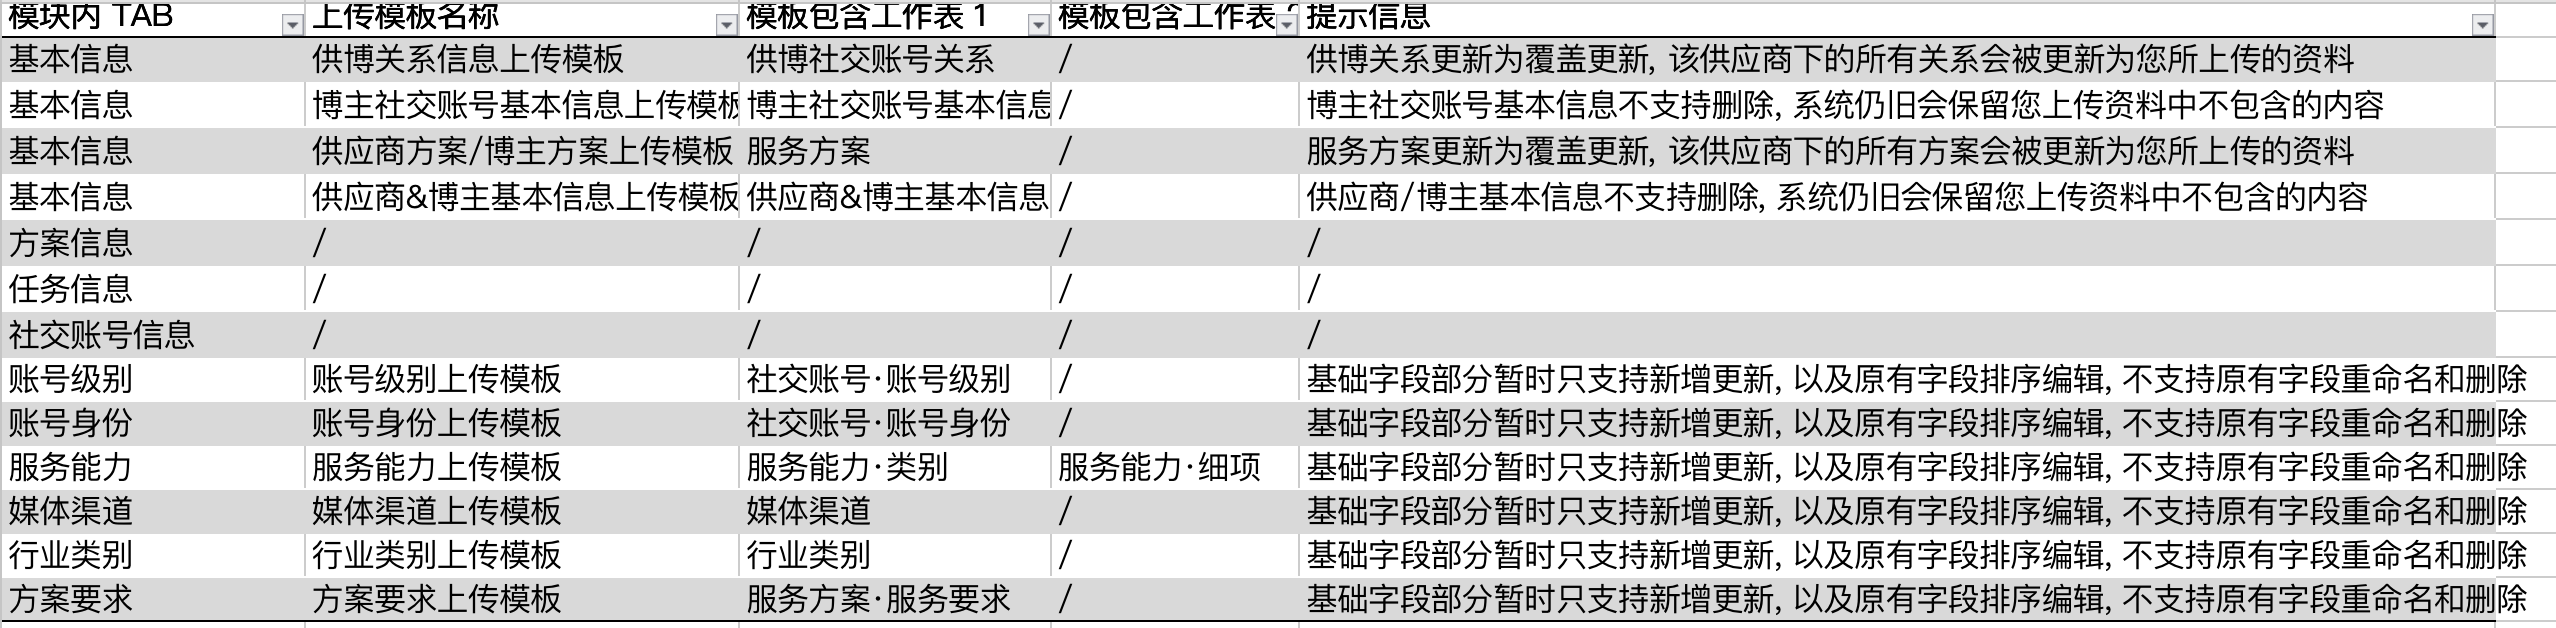 模块内 TAB 上传模板名称 模板包含工作表 1 模板包含工作表 提示信息
基本信息 供博关系信息上传模板 供博社交账号关系 / 供博关系更新为覆盖更新, 该供应商下的所有关系会被更新为您所上传的资料
基本信息 博主社交账号基本信息上传模板 博主社交账号基本信息 / 博主社交账号基本信息不支持删除, 系统仍旧会保留您上传资料中不包含的内容
基本信息 供应商方案/博主方案上传模板 服务方案 / 服务方案更新为覆盖更新, 该供应商下的所有方案会被更新为您所上传的资料
基本信息 供应商&博主基本信息上传模板 供应商&博主基本信息 / 供应商/博主基本信息不支持删除, 系统仍旧会保留您上传资料中不包含的内容
方案信息 / / / /
任务信息 / / / /
社交账号信息 / / / /
账号级别 账号级别上传模板 社交账号·账号级别 / 基础字段部分暂时只支持新增更新, 以及原有字段排序编辑, 不支持原有字段重命名和删除
账号身份 账号身份上传模板 社交账号·账号身份 / 基础字段部分暂时只支持新增更新, 以及原有字段排序编辑, 不支持原有字段重命名和删除
服务能力 服务能力上传模板 服务能力·类别 服务能力·细项 基础字段部分暂时只支持新增更新, 以及原有字段排序编辑, 不支持原有字段重命名和删除
媒体渠道 媒体渠道上传模板 媒体渠道 / 基础字段部分暂时只支持新增更新, 以及原有字段排序编辑, 不支持原有字段重命名和删除
行业类别 行业类别上传模板 行业类别 / 基础字段部分暂时只支持新增更新, 以及原有字段排序编辑, 不支持原有字段重命名和删除
方案要求 方案要求上传模板 服务方案·服务要求 / 基础字段部分暂时只支持新增更新, 以及原有字段排序编辑, 不支持原有字段重命名和删除